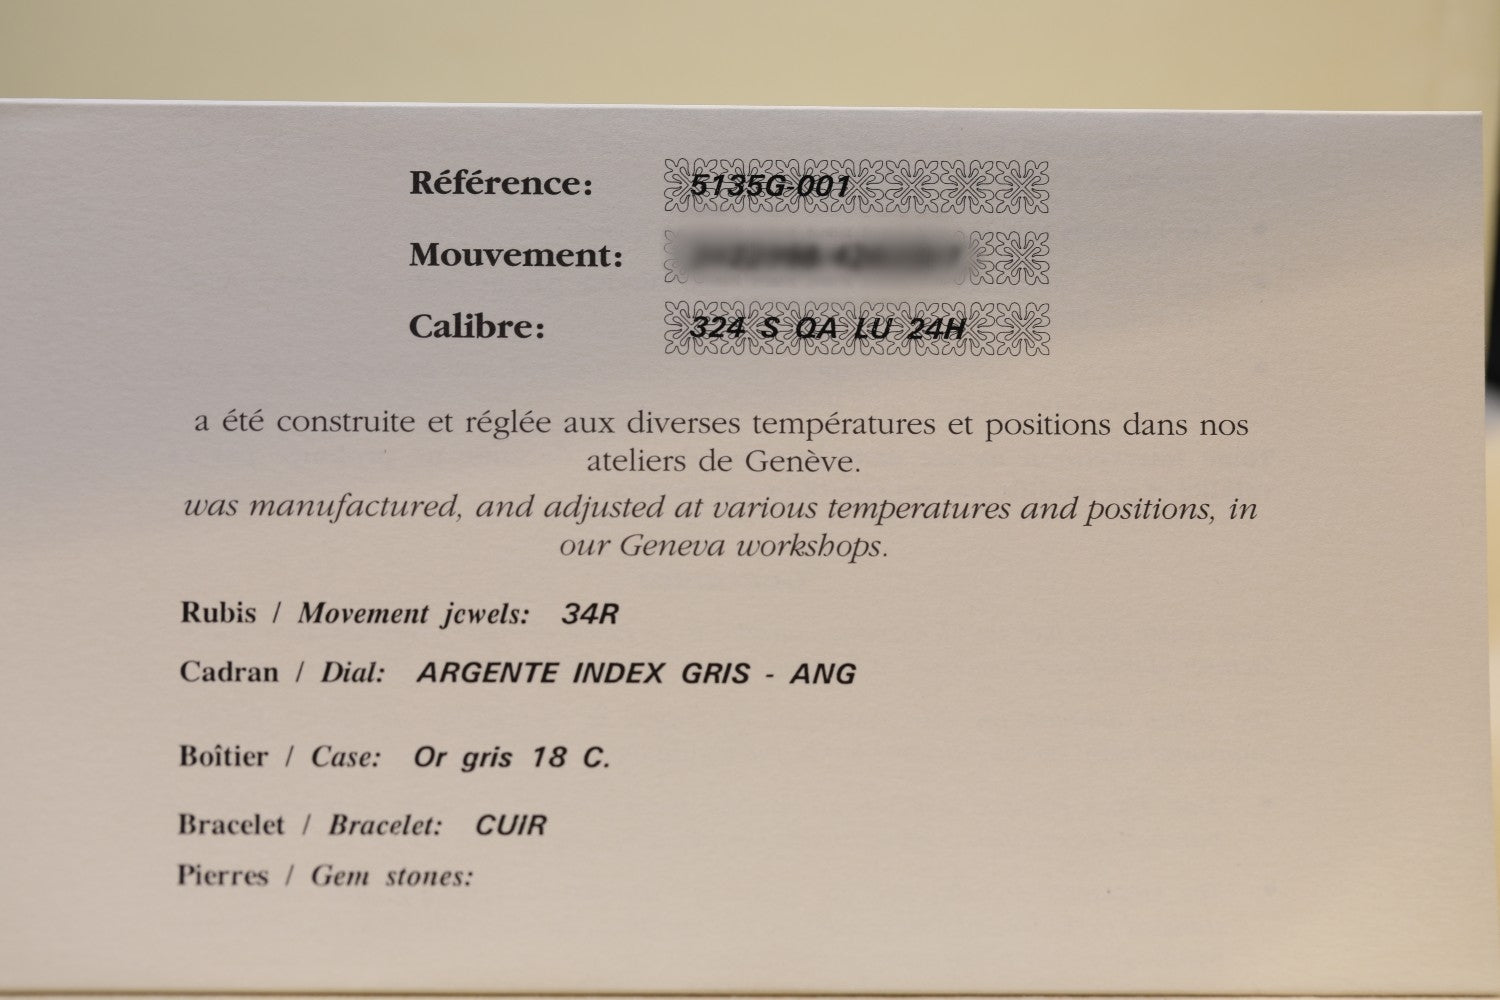 Référence: 5135G-001
Mouvement:
Calibre: 324 S QA LU 24H
a été construite et réglée aux diverses températures et positions dans nos
ateliers de Genève.
was manufactured, and adjusted at various temperatures and positions, in
our Geneva workshops.
Rubis / Movement jewels: 34R
Cadran / Dial: ARGENTE INDEX GRIS - ANG
Boîtier / Case: Or gris 18 C.
Bracelet / Bracelet: CUIR
Pierres / Gem stones: